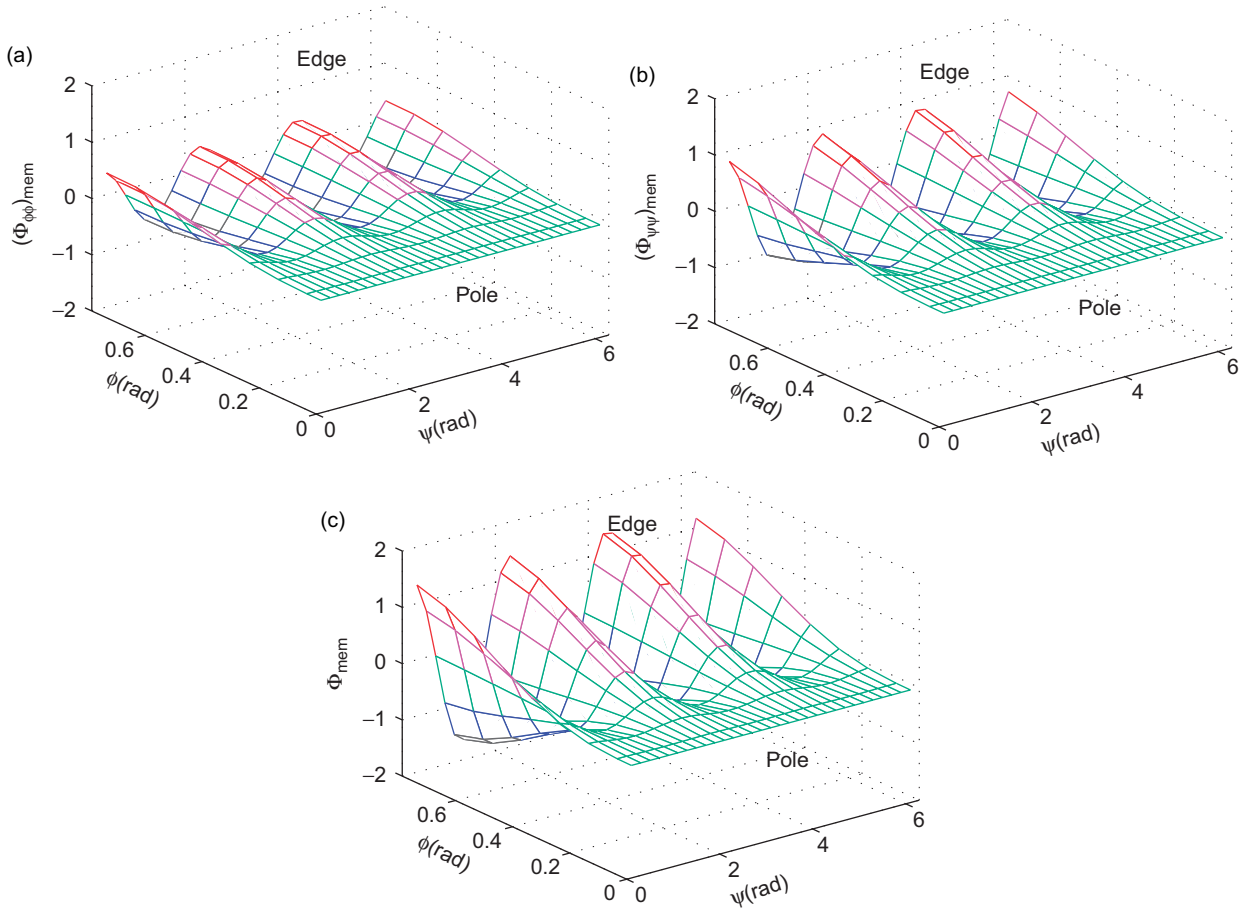 (a)
Edge
2
1
0
−1
−2
(Φϕϕ)mem
0.6
0.4
0.2
0
ϕ(rad)
0
2
4
6
ψ(rad)
Pole
(b)
Edge
2
1
0
−1
−2
(Φψψ)mem
0.6
0.4
0.2
0
ϕ(rad)
0
2
4
6
ψ(rad)
Pole
(c)
Edge
2
1
0
−1
−2
Φmem
0.6
0.4
0.2
0
ϕ(rad)
0
2
4
6
ψ(rad)
Pole